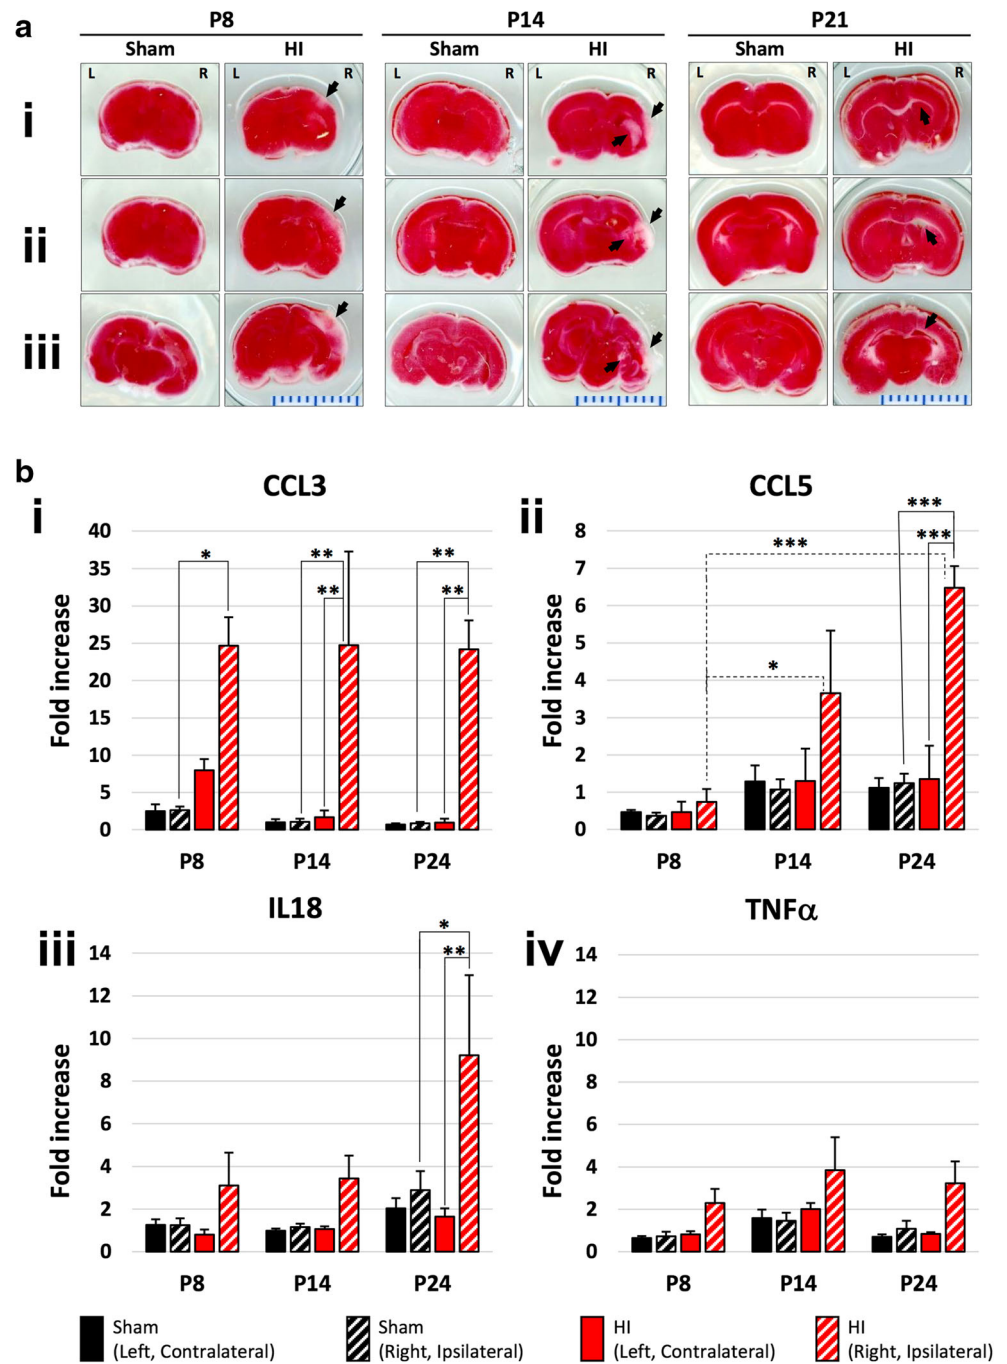 a
P8 P14 P21
Sham HI Sham HI Sham HI
L R L R L R L R L R L R
i
ii
iii
b
i
CCL3
Fold increase
40
35
30
25
20
15
10
5
0
* ** ** ** **
P8 P14 P24
ii
CCL5
Fold increase
8
7
6
5
4
3
2
1
0
*** *** *** *
P8 P14 P24
iii
IL18
Fold increase
14
12
10
8
6
4
2
0
* **
P8 P14 P24
iv
TNFα
Fold increase
14
12
10
8
6
4
2
0
P8 P14 P24
Sham
(Left, Contralateral)
Sham
(Right, Ipsilateral)
HI
(Left, Contralateral)
HI
(Right, Ipsilateral)